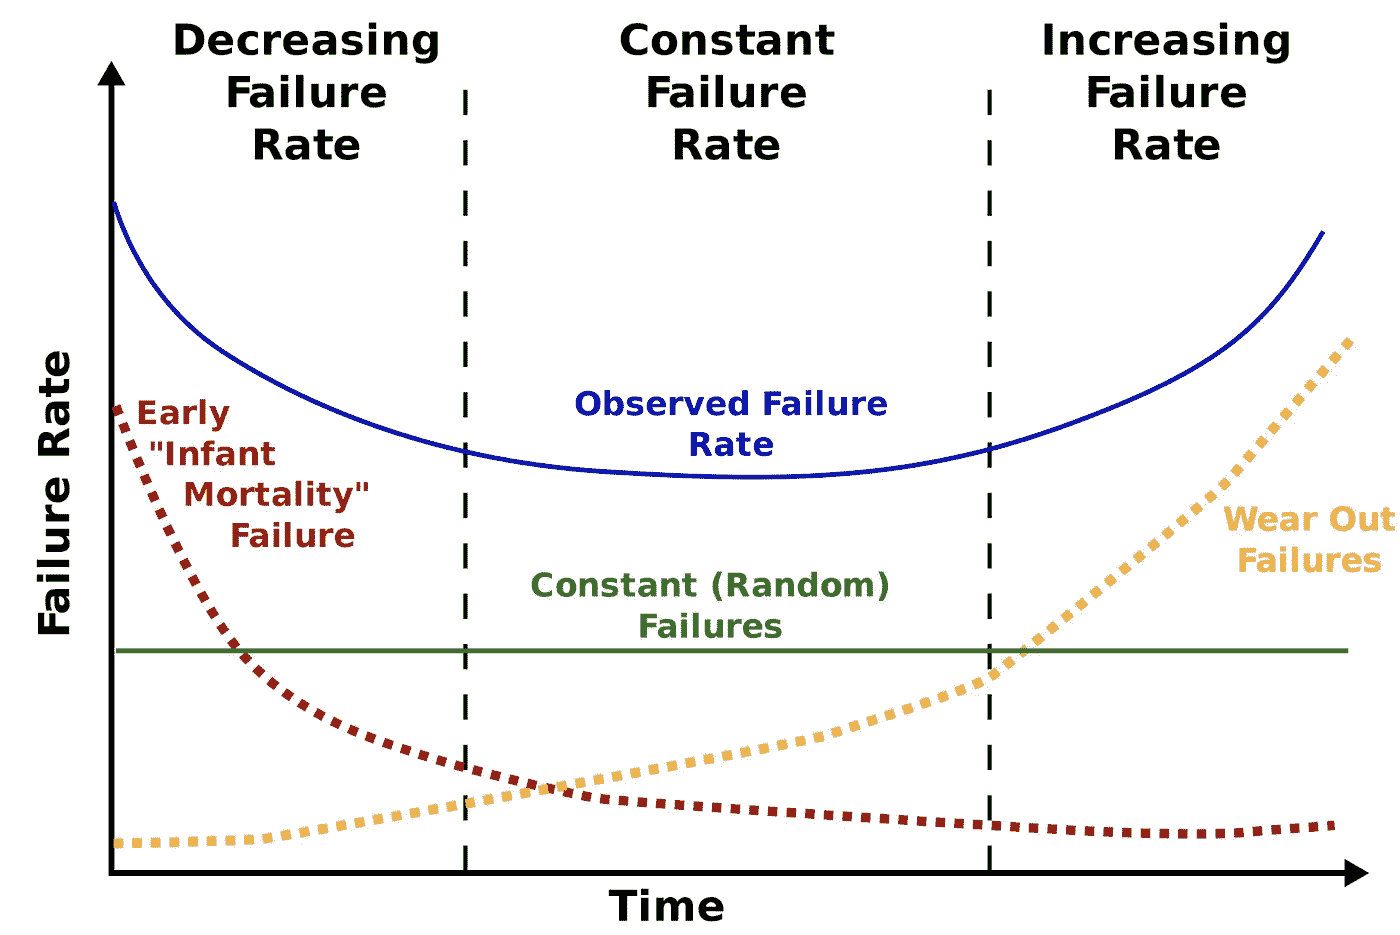 Decreasing
Failure
Rate
Constant
Failure
Rate
Increasing
Failure
Rate
Failure Rate
Early
"Infant
Mortality"
Failure
Observed Failure
Rate
Constant (Random)
Failures
Wear Out
Failures
Time